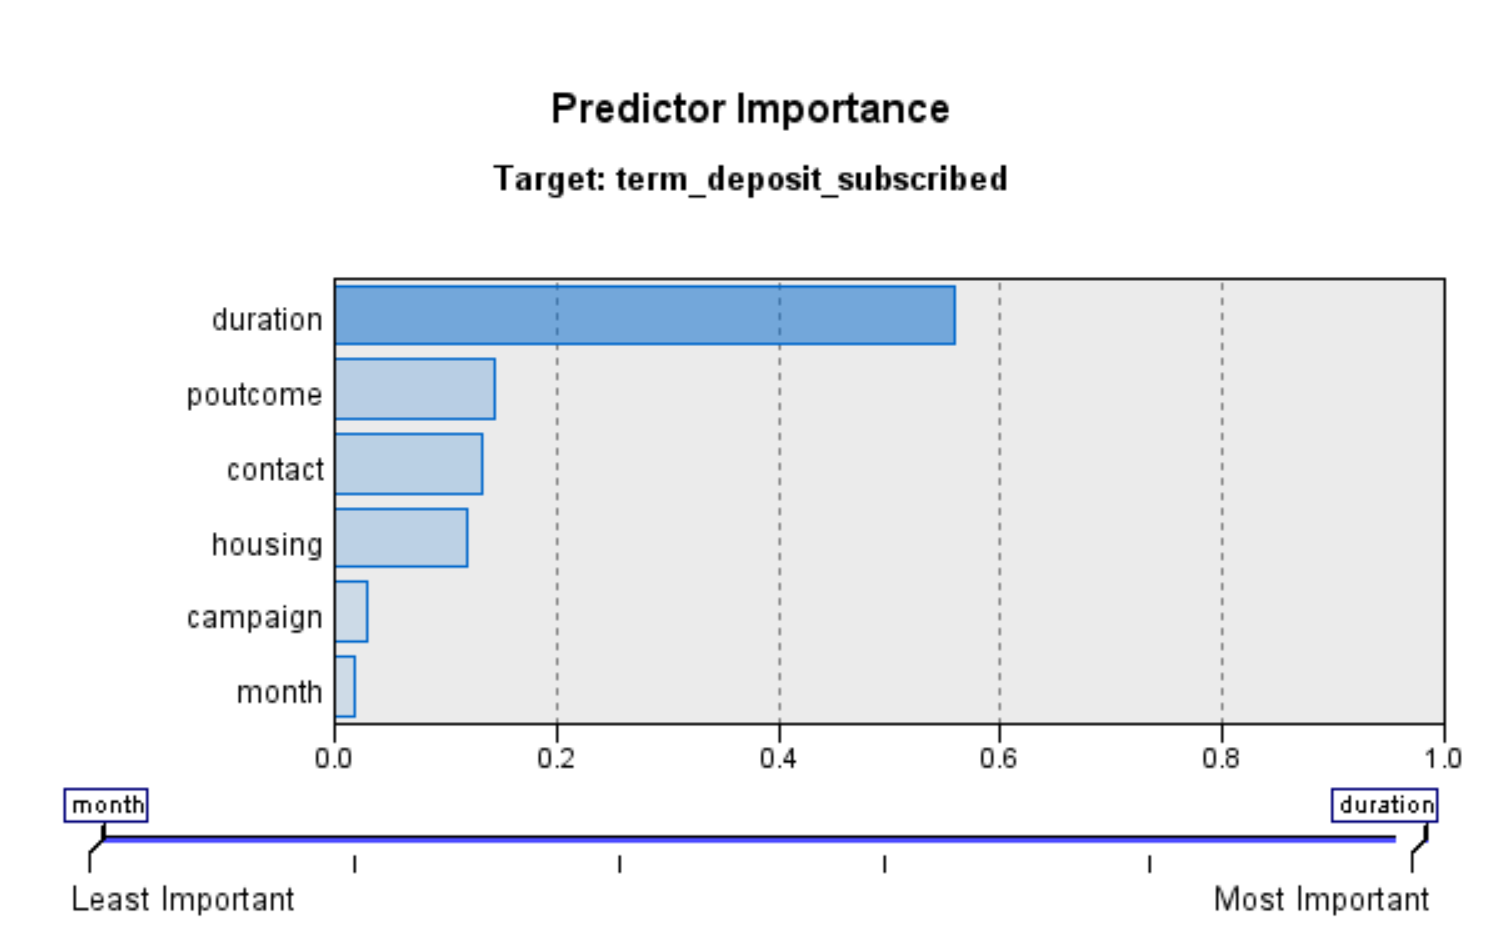 Predictor Importance
Target: term_deposit_subscribed
duration
poutcome
contact
housing
campaign
month
0.0 0.2 0.4 0.6 0.8 1.0
month duration
Least Important Most Important